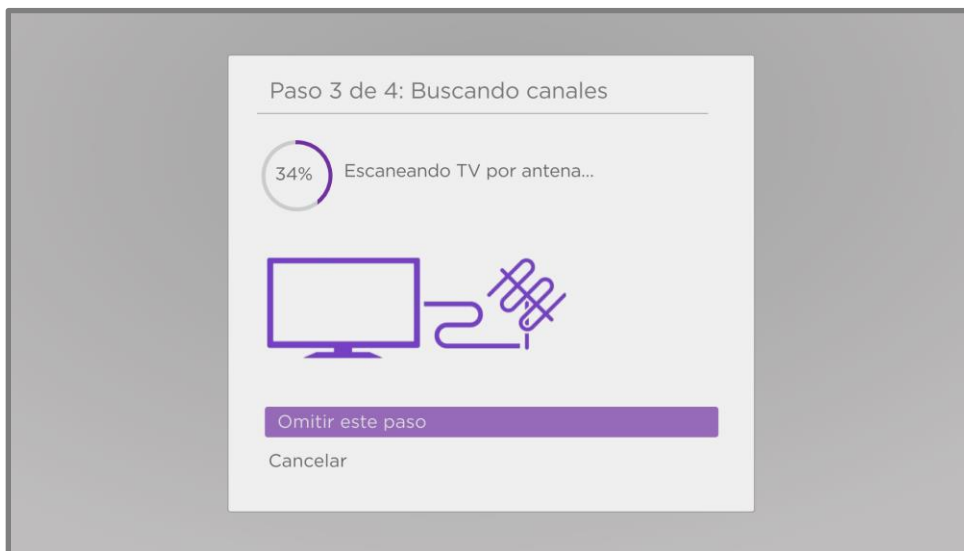 Paso 3 de 4: Buscando canales
34%
Escaneando TV por antena...
Omitir este paso
Cancelar